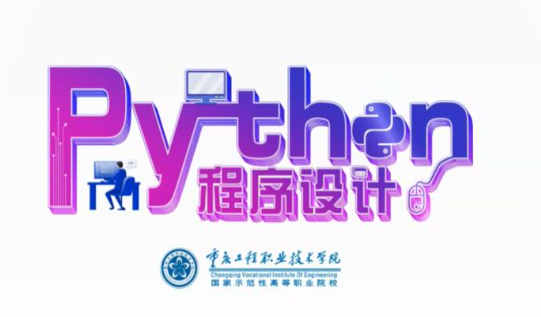 Python
程序设计
重庆工程职业技术学院
Chongqing Vocational Institute Of Engineering
国家示范性高等职业院校